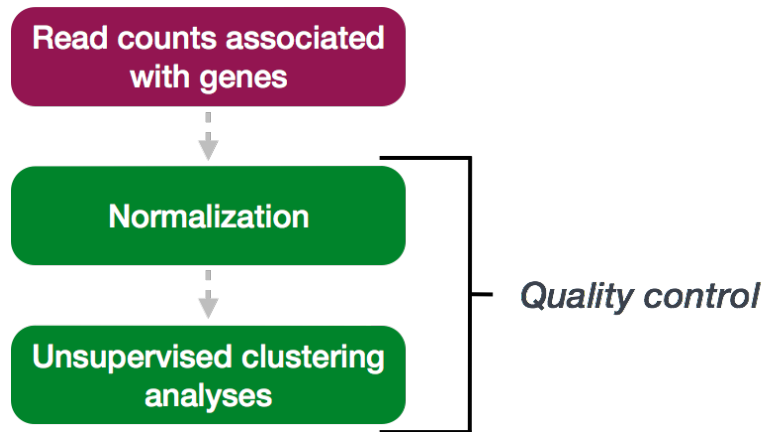 Read counts associated
with genes
Normalization
Quality control
Unsupervised clustering
analyses